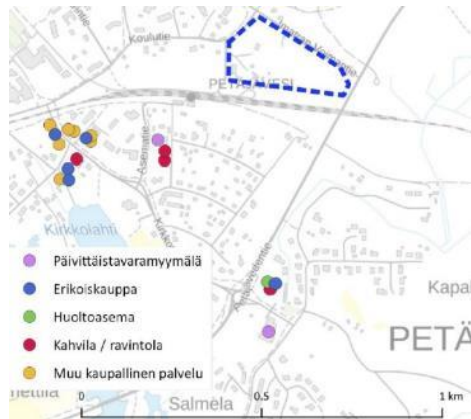 Koulutie
PETÄJÄVESI
Asematie
Kirkkolahti
Päivittäistavaramyymälä
Erikoiskauppa
Huoltoasema
Kahvila / ravintola
Muu kaupallinen palvelu
Kapal
PETÄ
Salmela
0
0.5
1 km